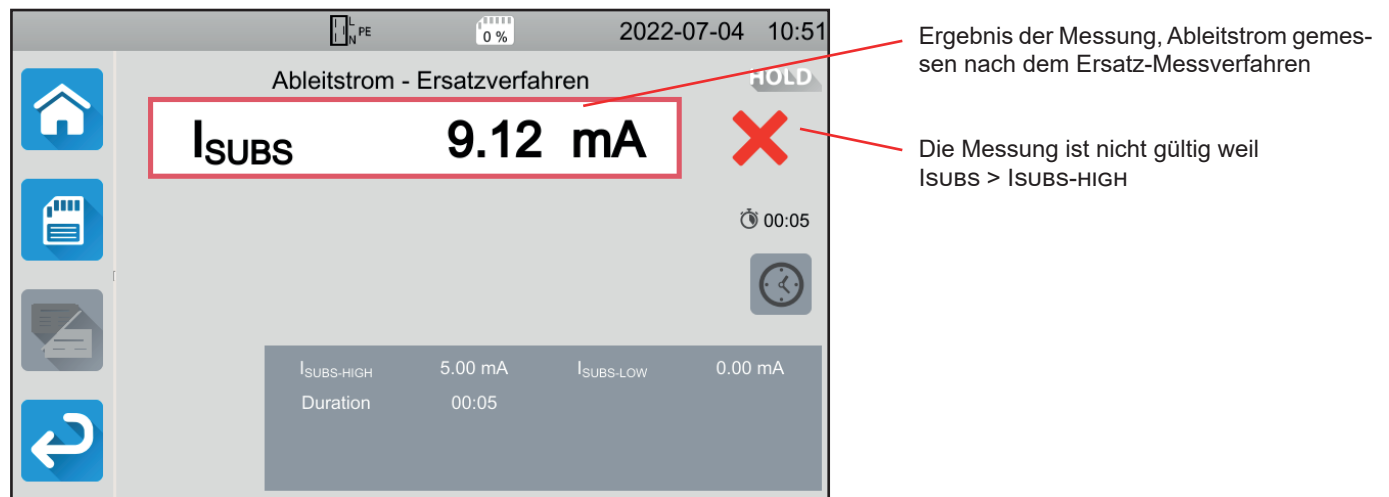 L
N PE
0 %
2022-07-04 10:51
Ableitstrom - Ersatzverfahren
HOLD
ISUBS 9.12 mA
00:05
ISUBS-HIGH 5.00 mA ISUBS-LOW 0.00 mA
Duration 00:05
Ergebnis der Messung, Ableitstrom gemes-
sen nach dem Ersatz-Messverfahren
Die Messung ist nicht gültig weil
ISUBS > ISUBS-HIGH